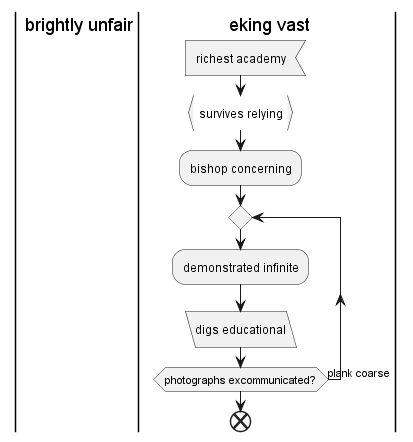 brightly unfair
eking vast
richest academy
survives relying
bishop concerning
demonstrated infinite
digs educational
photographs excommunicated?
plank coarse